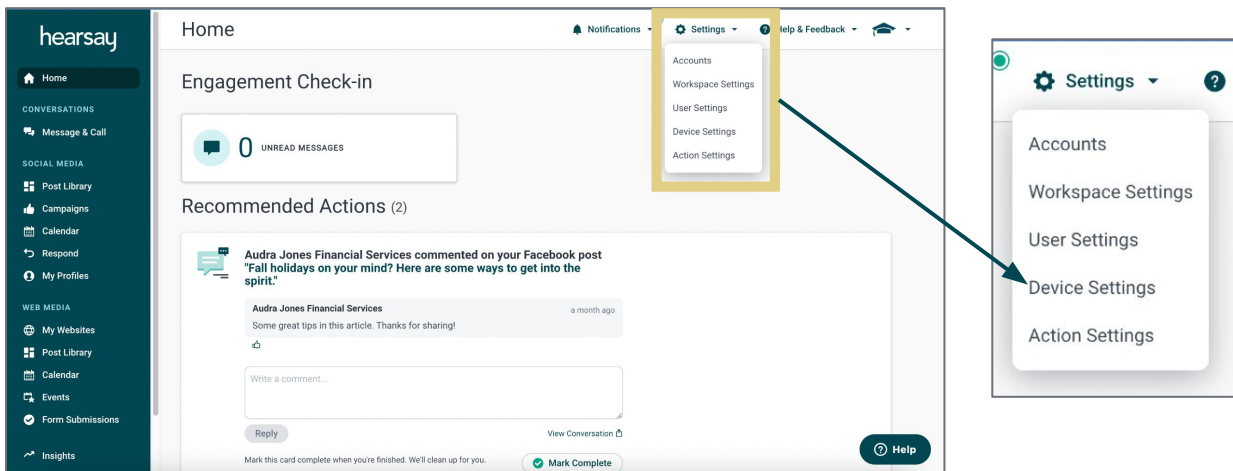 hearsay
Home
CONVERSATIONS
Message & Call
SOCIAL MEDIA
Post Library
Campaigns
Calendar
Respond
My Profiles
WEB MEDIA
My Websites
Post Library
Calendar
Events
Form Submissions
Insights
Home
Notifications
Settings
Help & Feedback
Accounts
Workspace Settings
User Settings
Device Settings
Action Settings
Engagement Check-in
0 UNREAD MESSAGES
Recommended Actions (2)
Audra Jones Financial Services commented on your Facebook post
"Fall holidays on your mind? Here are some ways to get into the
spirit."
Audra Jones Financial Services a month ago
Some great tips in this article. Thanks for sharing!
Write a comment...
Reply
View Conversation
Mark this card complete when you're finished. We'll clean up for you.
Mark Complete
Help
Settings
Accounts
Workspace Settings
User Settings
Device Settings
Action Settings